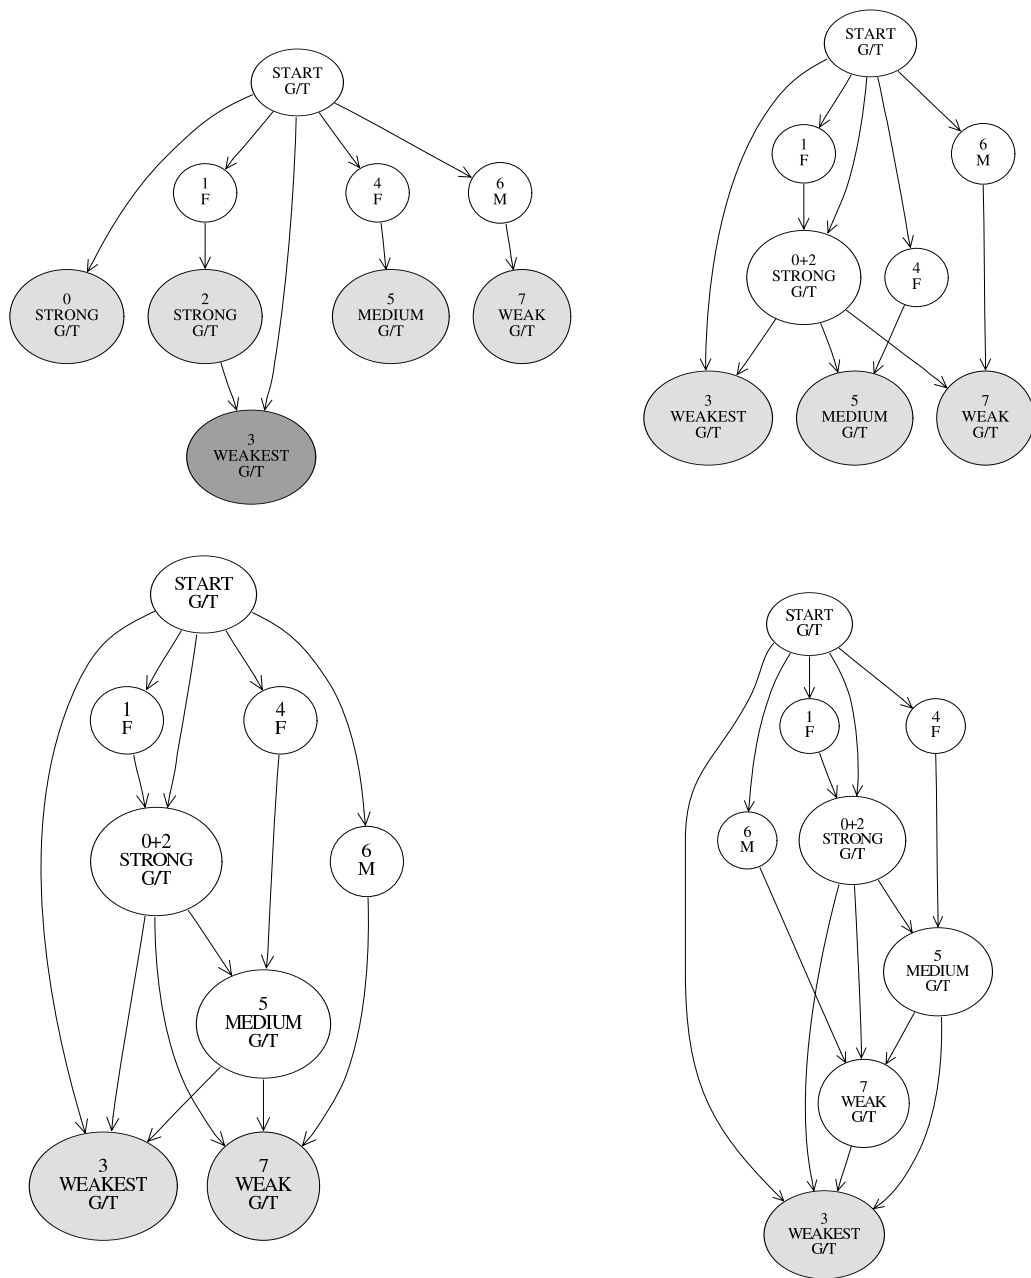 START
G/T
1
F
4
F
6
M
0
STRONG
G/T
2
STRONG
G/T
5
MEDIUM
G/T
7
WEAK
G/T
3
WEAKEST
G/T
START
G/T
1
F
6
M
0+2
STRONG
G/T
4
F
3
WEAKEST
G/T
5
MEDIUM
G/T
7
WEAK
G/T
START
G/T
1
F
4
F
0+2
STRONG
G/T
6
M
5
MEDIUM
G/T
3
WEAKEST
G/T
7
WEAK
G/T
START
G/T
1
F
4
F
6
M
0+2
STRONG
G/T
5
MEDIUM
G/T
7
WEAK
G/T
3
WEAKEST
G/T